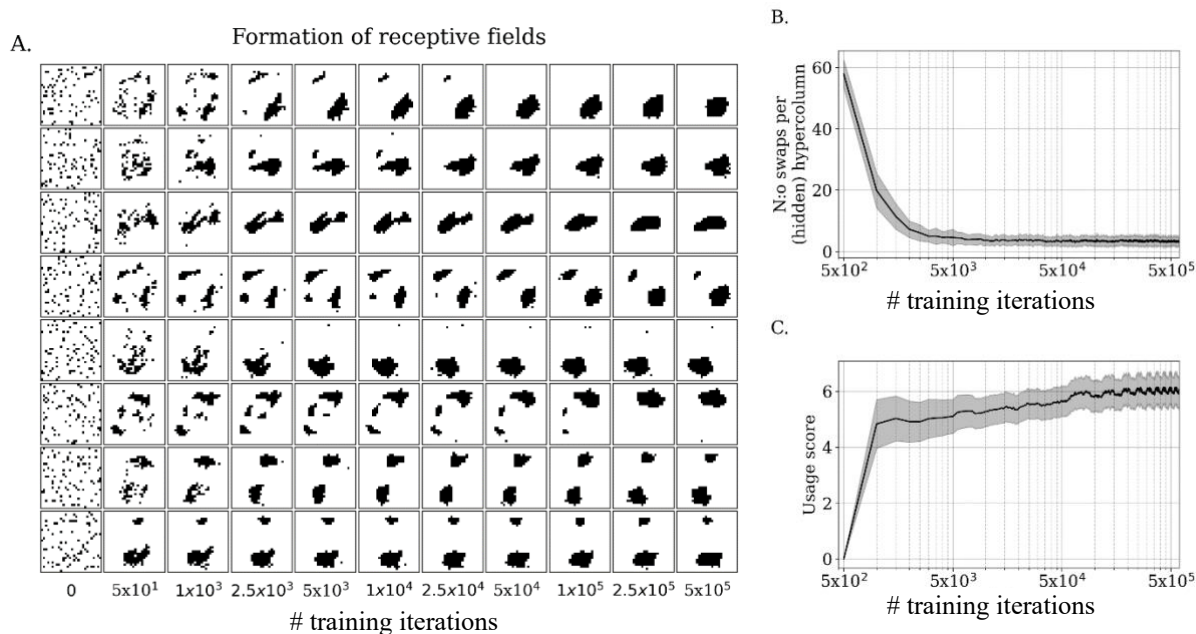 A.
Formation of receptive fields
0 5x10¹ 1x10³ 2.5x10³ 5x10³ 1x10⁴ 2.5x10⁴ 5x10⁴ 1x10⁵ 2.5x10⁵ 5x10⁵
# training iterations
B.
N:o swaps per
(hidden) hypercolumn
60
40
20
0
5x10² 5x10³ 5x10⁴ 5x10⁵
# training iterations
C.
Usage score
6
4
2
0
5x10² 5x10³ 5x10⁴ 5x10⁵
# training iterations